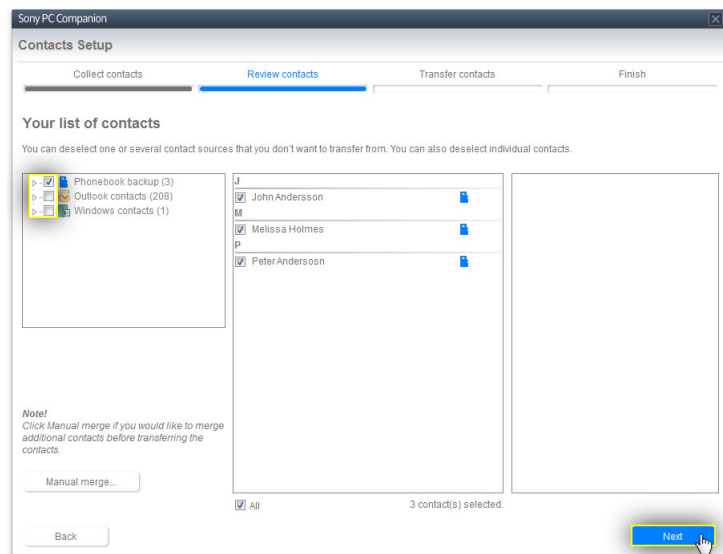 Sony PC Companion
Contacts Setup
Collect contacts
Review contacts
Transfer contacts
Finish
Your list of contacts
You can deselect one or several contact sources that you don't want to transfer from. You can also deselect individual contacts.
Phonebook backup (3)
Outlook contacts (208)
Windows contacts (1)
J
John Andersson
M
Melissa Holmes
P
Peter Andersosn
Note!
Click Manual merge if you would like to merge
additional contacts before transferring the
contacts.
Manual merge...
All
3 contact(s) selected.
Back
Next